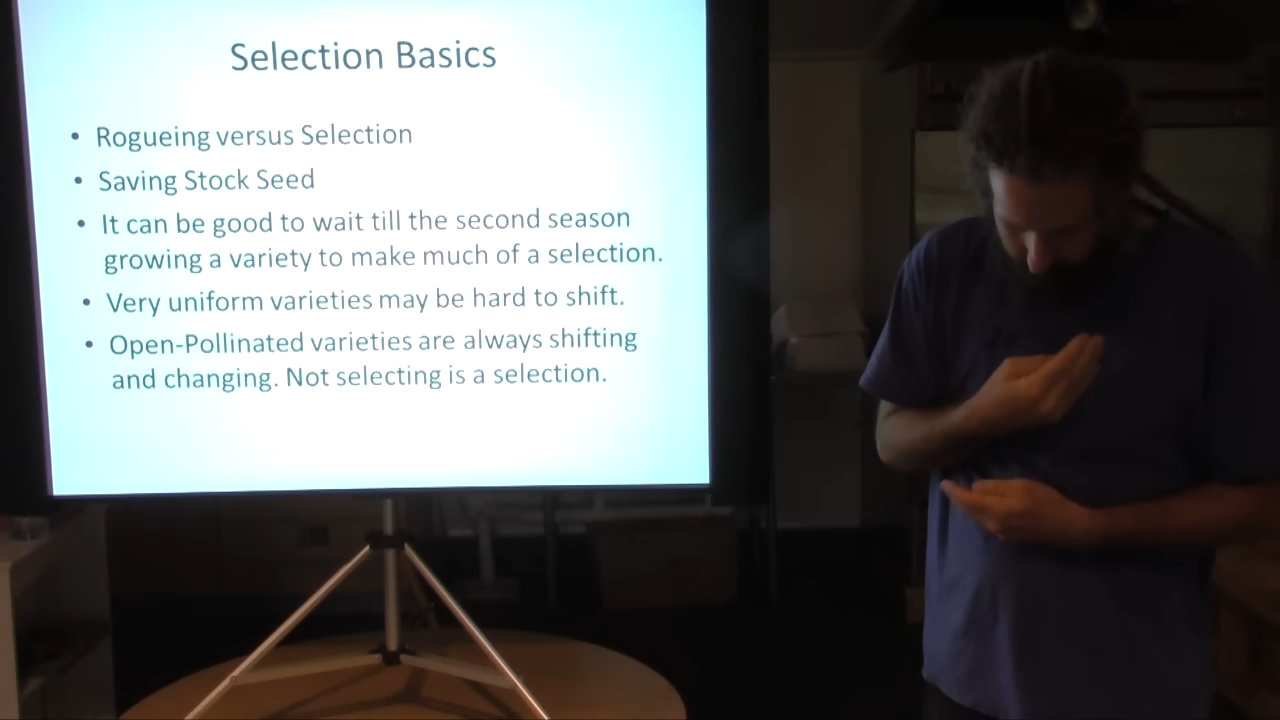 Selection Basics
• Rogueing versus Selection
• Saving Stock Seed
• It can be good to wait till the second season
growing a variety to make much of a selection.
• Very uniform varieties may be hard to shift.
• Open-Pollinated varieties are always shifting
and changing. Not selecting is a selection.